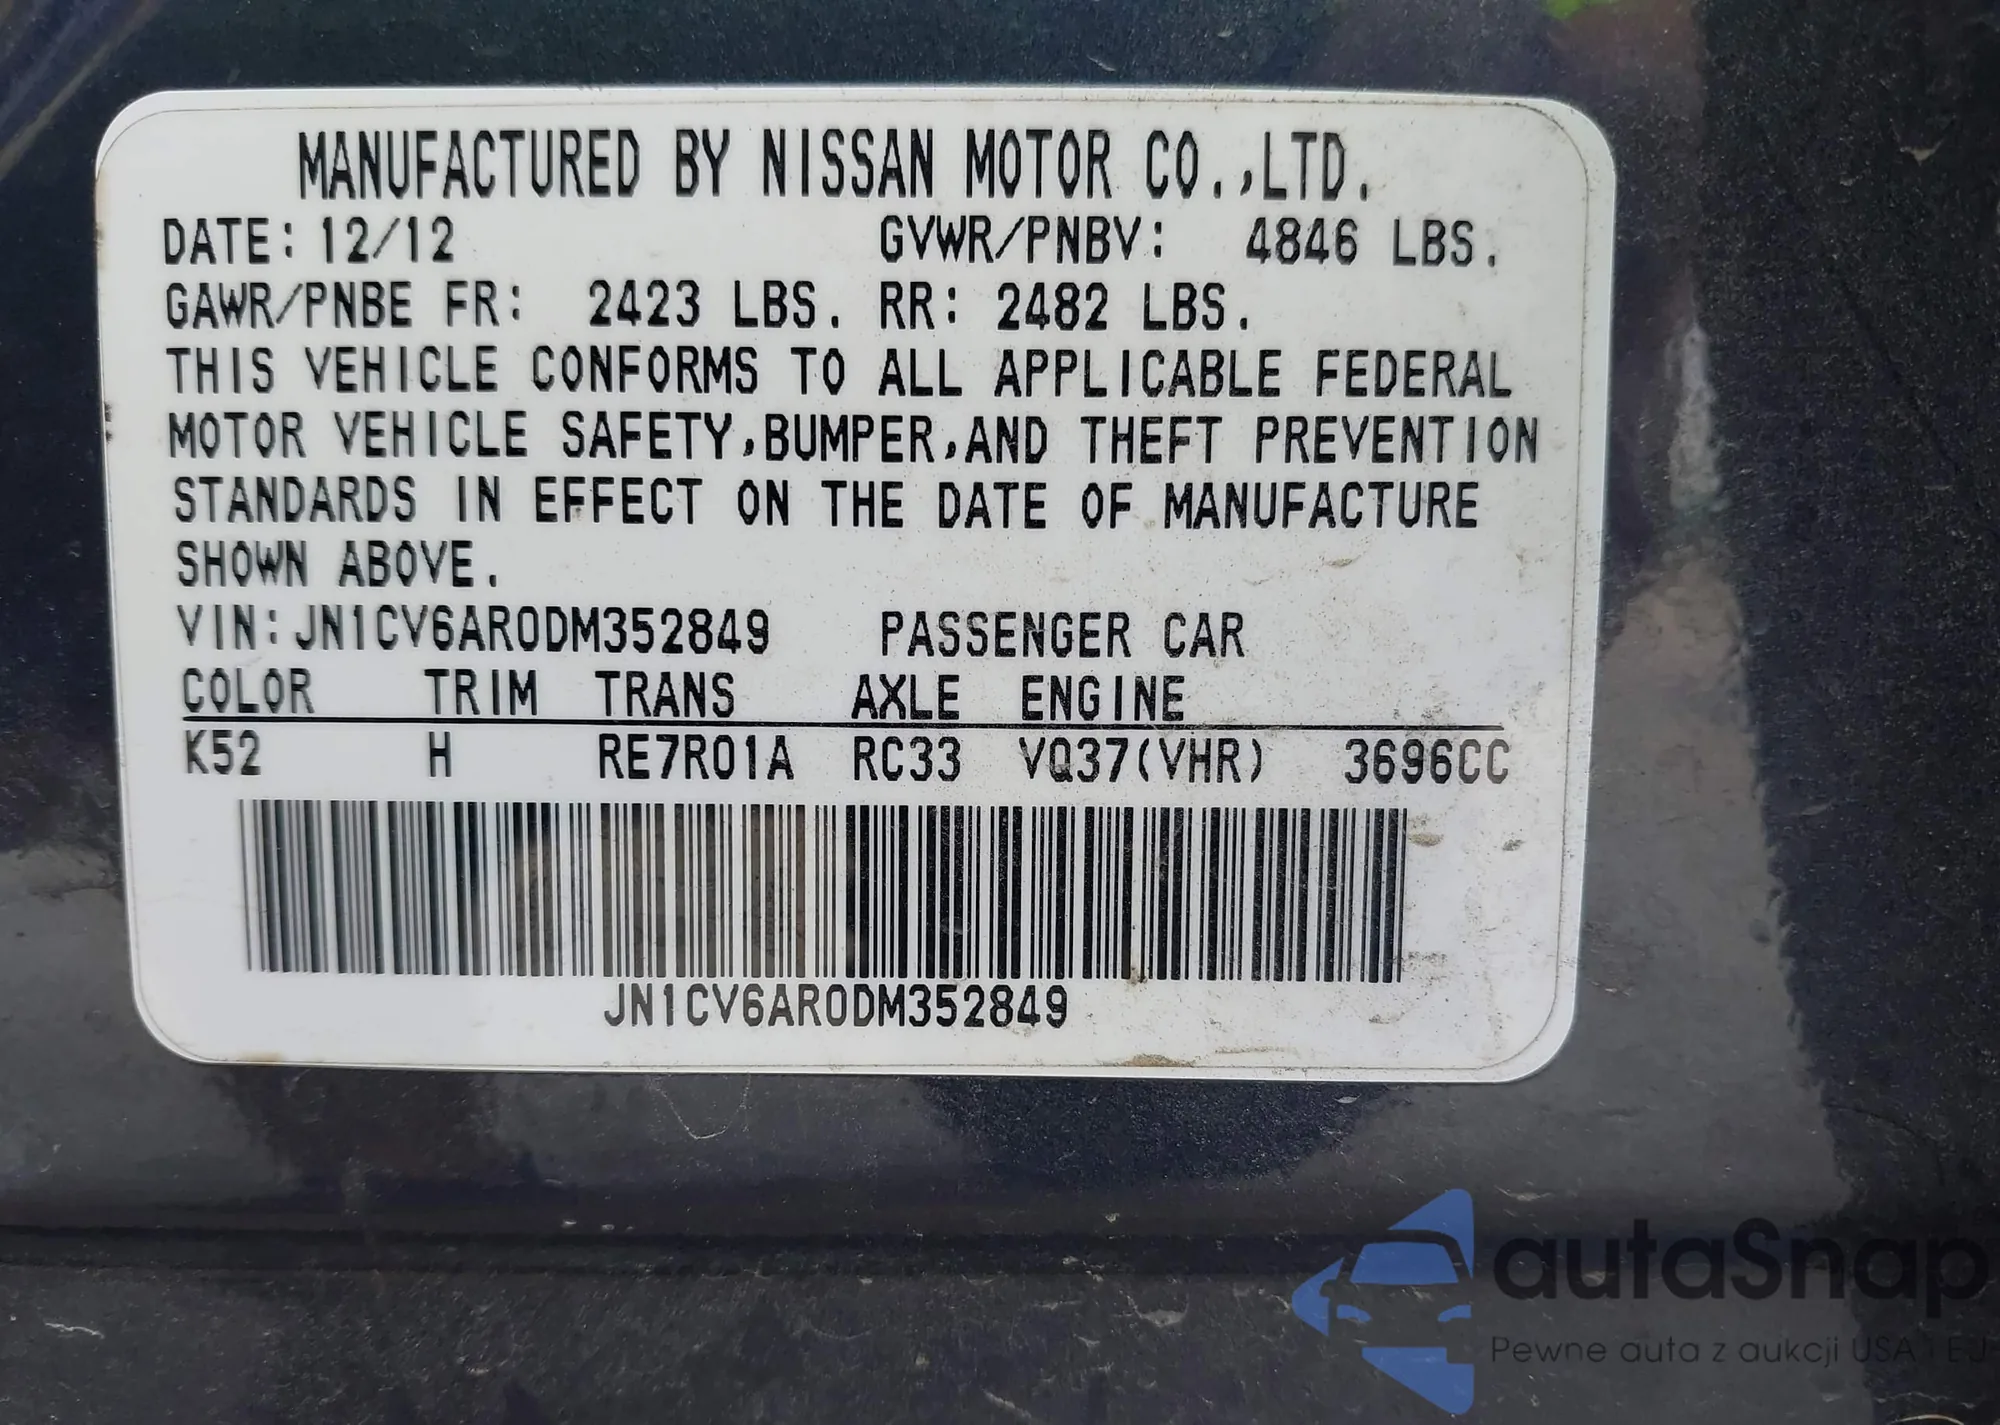 MANUFACTURED BY NISSAN MOTOR CO.,LTD.
DATE: 12/12 GVWR/PNBV: 4846 LBS.
GAWR/PNBE FR: 2423 LBS. RR: 2482 LBS.
THIS VEHICLE CONFORMS TO ALL APPLICABLE FEDERAL
MOTOR VEHICLE SAFETY,BUMPER,AND THEFT PREVENTION
STANDARDS IN EFFECT ON THE DATE OF MANUFACTURE
SHOWN ABOVE.
VIN:JN1CV6AR0DM352849 PASSENGER CAR
COLOR TRIM TRANS AXLE ENGINE
K52 H RE7R01A RC33 VQ37(VHR) 3696CC
JN1CV6AR0DM352849
autaSnap
Pewne auta z aukcji USA i EU